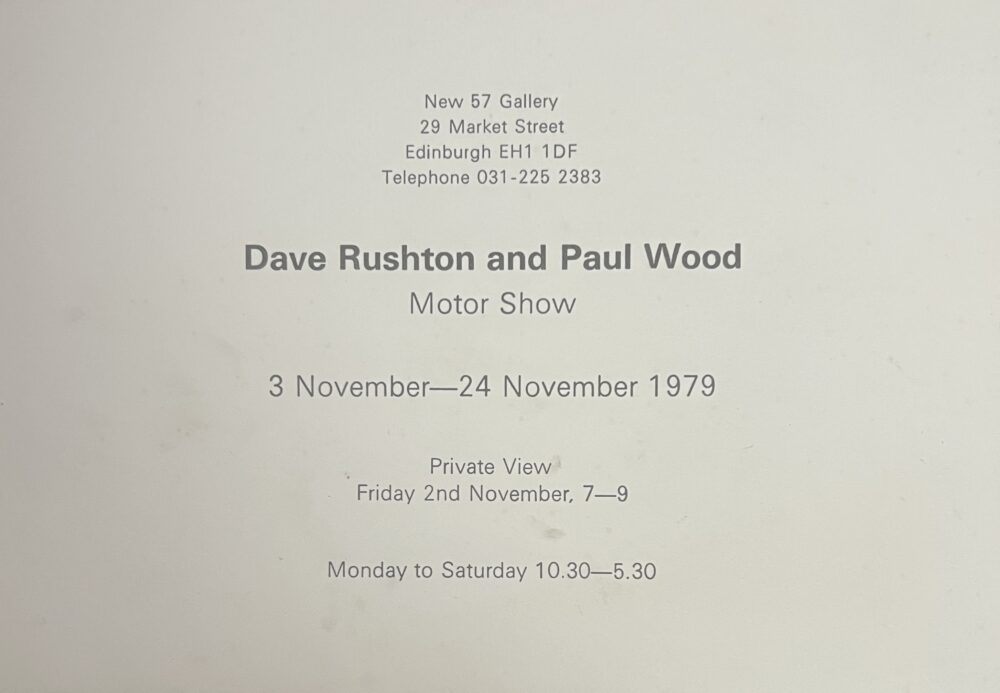 New 57 Gallery
29 Market Street
Edinburgh EH1 1DF
Telephone 031-225 2383
Dave Rushton and Paul Wood
Motor Show
3 November—24 November 1979
Private View
Friday 2nd November, 7—9
Monday to Saturday 10.30—5.30